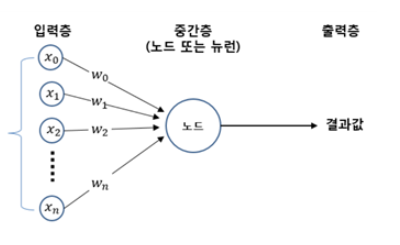 입력층 중간층 출력층
(노드 또는 뉴런)
x₀ w₀
x₁ w₁
x₂ w₂ 노드 결과값
xₙ wₙ